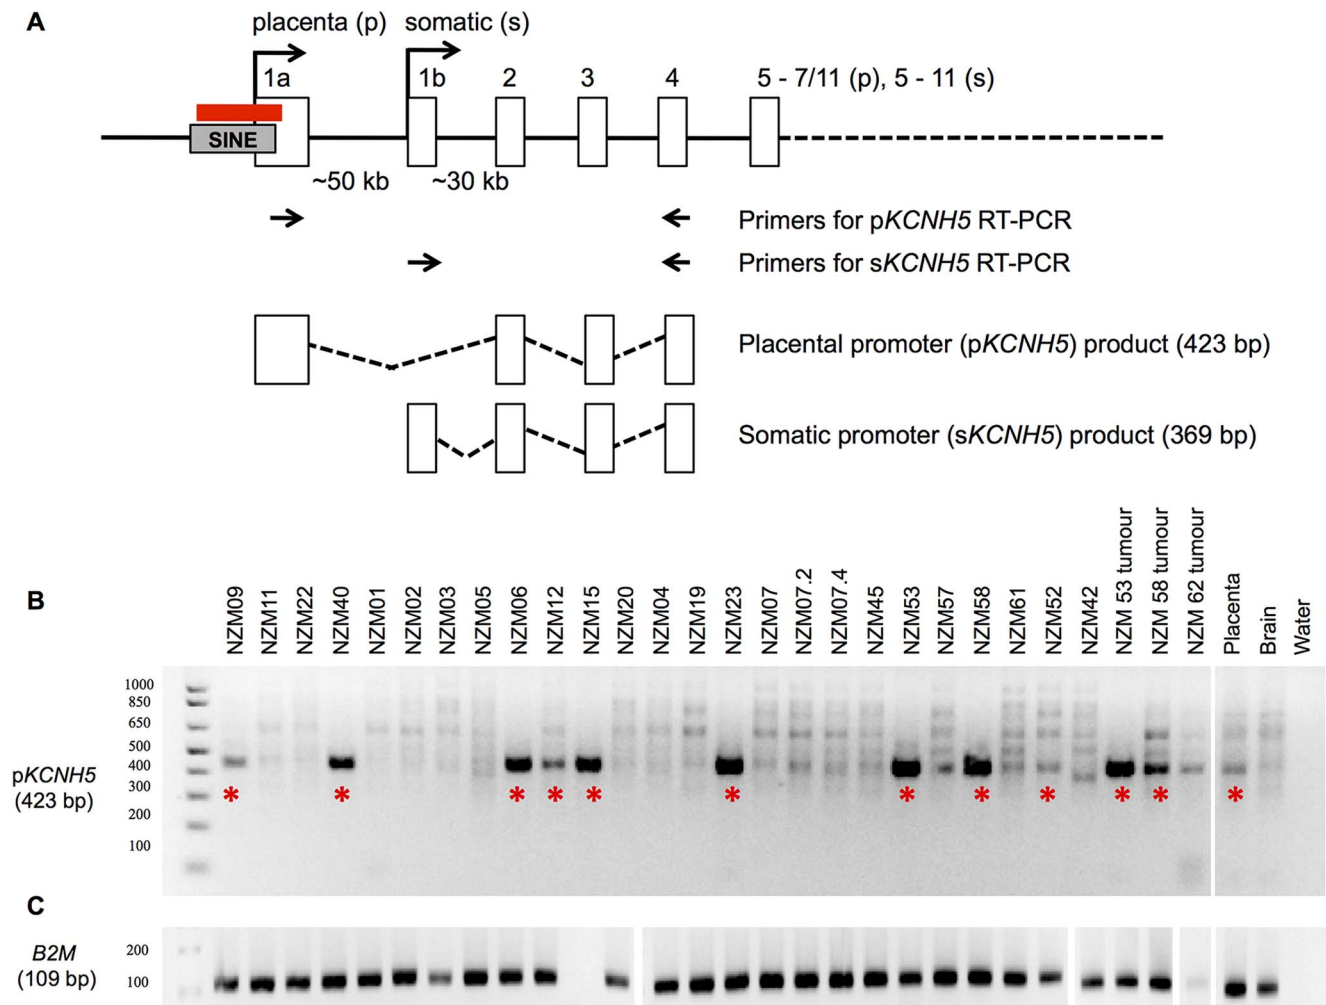 A
placenta (p) somatic (s)
1a 1b 2 3 4 5 - 7/11 (p), 5 - 11 (s)
SINE
~50 kb ~30 kb
Primers for pKCNH5 RT-PCR
Primers for sKCNH5 RT-PCR
Placental promoter (pKCNH5) product (423 bp)
Somatic promoter (sKCNH5) product (369 bp)
B
NZM09
NZM11
NZM22
NZM40
NZM01
NZM02
NZM03
NZM05
NZM06
NZM12
NZM15
NZM20
NZM04
NZM19
NZM23
NZM07
NZM07.2
NZM07.4
NZM45
NZM53
NZM57
NZM58
NZM61
NZM52
NZM42
NZM 53 tumour
NZM 58 tumour
NZM 62 tumour
Placenta
Brain
Water
1000
850
650
500
400
300
200
100
pKCNH5
(423 bp)
* * * * * * * * * * * *
C
B2M
(109 bp)
200
100